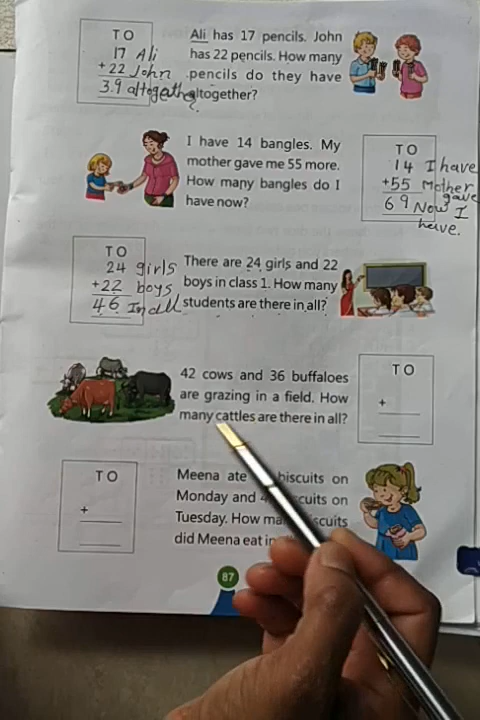 T O
17 Ali
+22 John
39 altogether
Ali has 17 pencils. John
has 22 pencils. How many
pencils do they have
altogether?
I have 14 bangles. My
mother gave me 55 more.
How many bangles do I
have now?
T O
14 I have
+55 Mother
gave
69 Now I
have.
T O
24 girls
+22 boys
46 In all
There are 24 girls and 22
boys in class 1. How many
students are there in all?
42 cows and 36 buffaloes
are grazing in a field. How
many cattles are there in all?
T O
+
T O
+
Meena ate biscuits on
Monday and biscuits on
Tuesday. How many biscuits
did Meena eat in
87